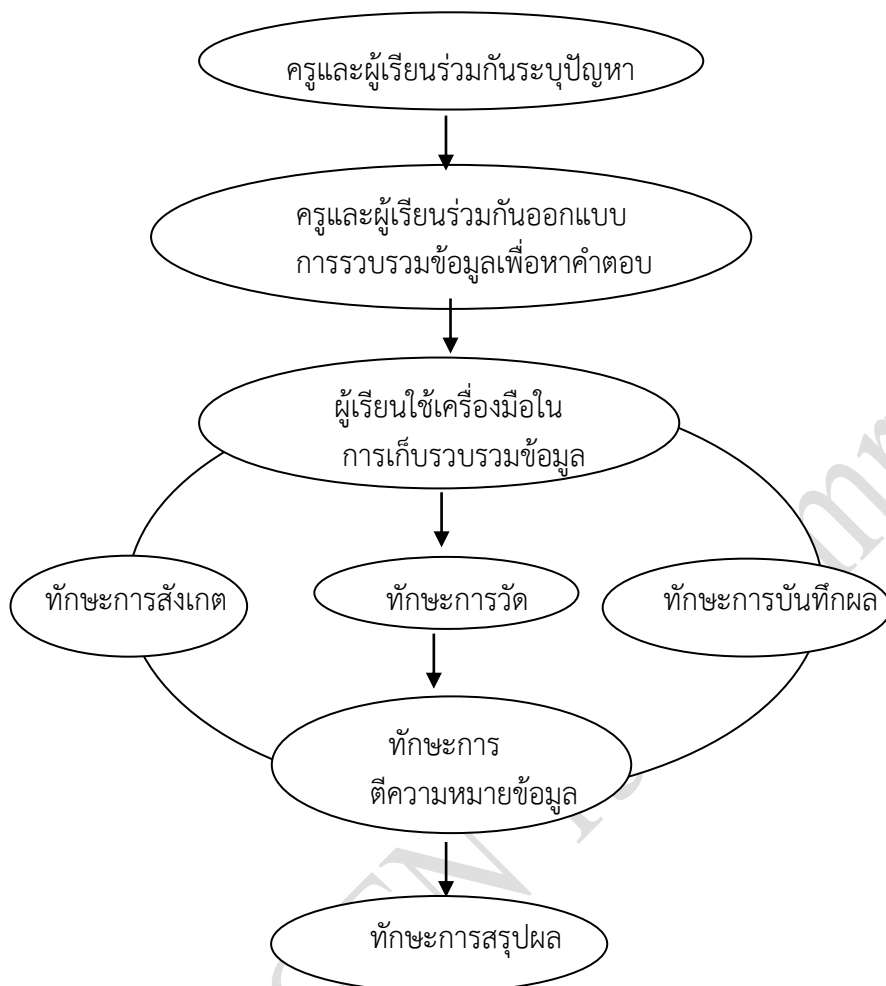 ครูและผู้เรียนร่วมกันระบุปัญหา
ครูและผู้เรียนร่วมกันออกแบบ
การรวบรวมข้อมูลเพื่อหาคำตอบ
ผู้เรียนใช้เครื่องมือใน
การเก็บรวบรวมข้อมูล
ทักษะการสังเกต
ทักษะการวัด
ทักษะการบันทึกผล
ทักษะการ
ตีความหมายข้อมูล
ทักษะการสรุปผล